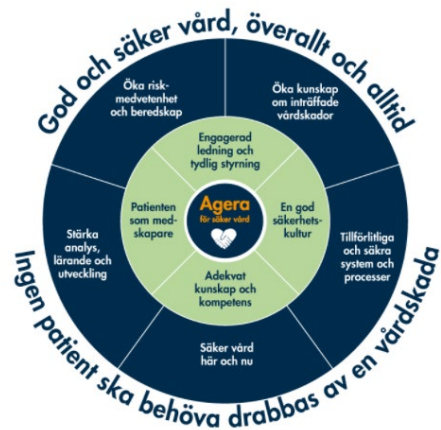 God och säker vård, överallt och alltid
Öka risk-
medvetenhet
och beredskap
Öka kunskap
om inträffade
vårdskador
Engagerad
ledning och
tydlig styrning
Patienten
som med-
skapare
Agera
för säker vård
En god
säkerhets-
kultur
Stärka
analys,
lärande och
utveckling
Tillförlitliga
och säkra
system och
processer
Adekvat
kunskap och
kompetens
Säker vård
här och nu
Ingen patient ska behöva drabbas av en vårdskada